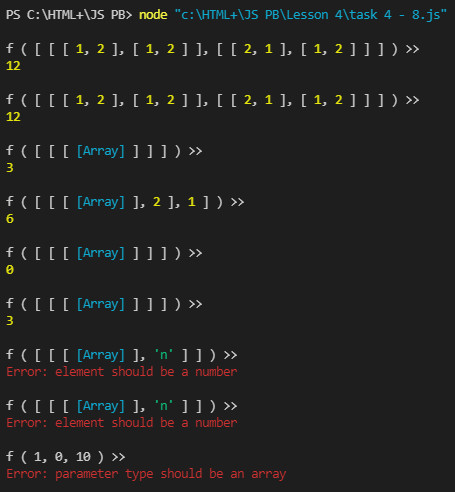 PS C:\HTML+\JS PB> node "c:\HTML+\JS PB\Lesson 4\task 4 - 8.js"
f ( [ [ [ [ 1, 2 ], [ 1, 2 ] ], [ [ 2, 1 ], [ 1, 2 ] ] ] ] ) >>
12
f ( [ [ [ [ 1, 2 ], [ 1, 2 ] ], [ [ 2, 1 ], [ 1, 2 ] ] ] ] ) >>
12
f ( [ [ [ [ [Array] ] ] ] ) >>
3
f ( [ [ [ [ [Array] ], 2 ], 1 ] ) >>
6
f ( [ [ [ [ [Array] ] ] ] ) >>
0
f ( [ [ [ [ [Array] ] ] ] ) >>
3
f ( [ [ [ [ [Array] ], 'n' ] ] ) >>
Error: element should be a number
f ( [ [ [ [ [Array] ], 'n' ] ] ) >>
Error: element should be a number
f ( 1, 0, 10 ) >>
Error: parameter type should be an array